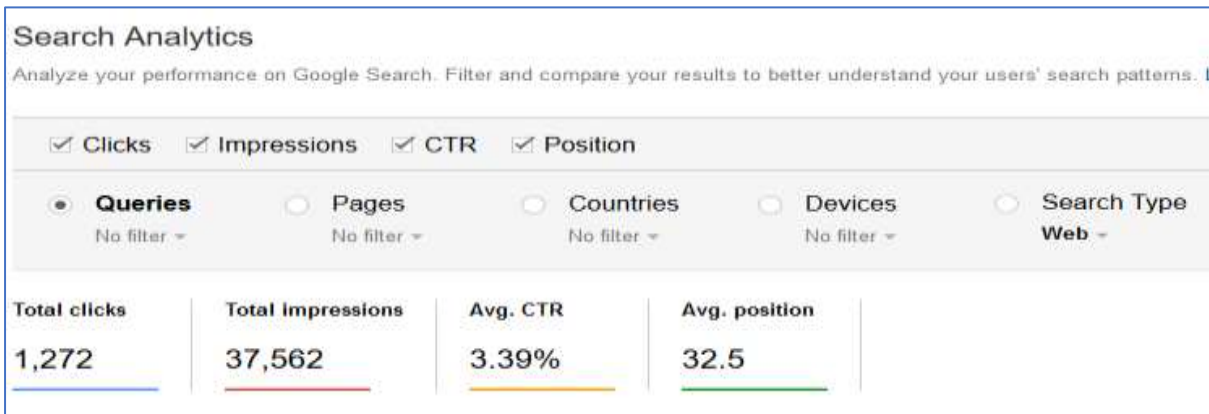 Search Analytics
Analyze your performance on Google Search. Filter and compare your results to better understand your users' search patterns.
Clicks Impressions CTR Position
Queries Pages Countries Devices Search Type
No filter No filter No filter No filter Web
Total clicks Total impressions Avg. CTR Avg. position
1,272 37,562 3.39% 32.5